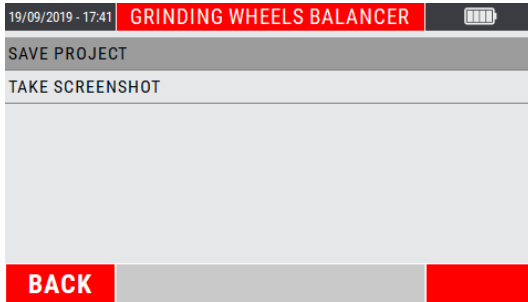 19/09/2019 - 17:41 GRINDING WHEELS BALANCER
SAVE PROJECT
TAKE SCREENSHOT
BACK